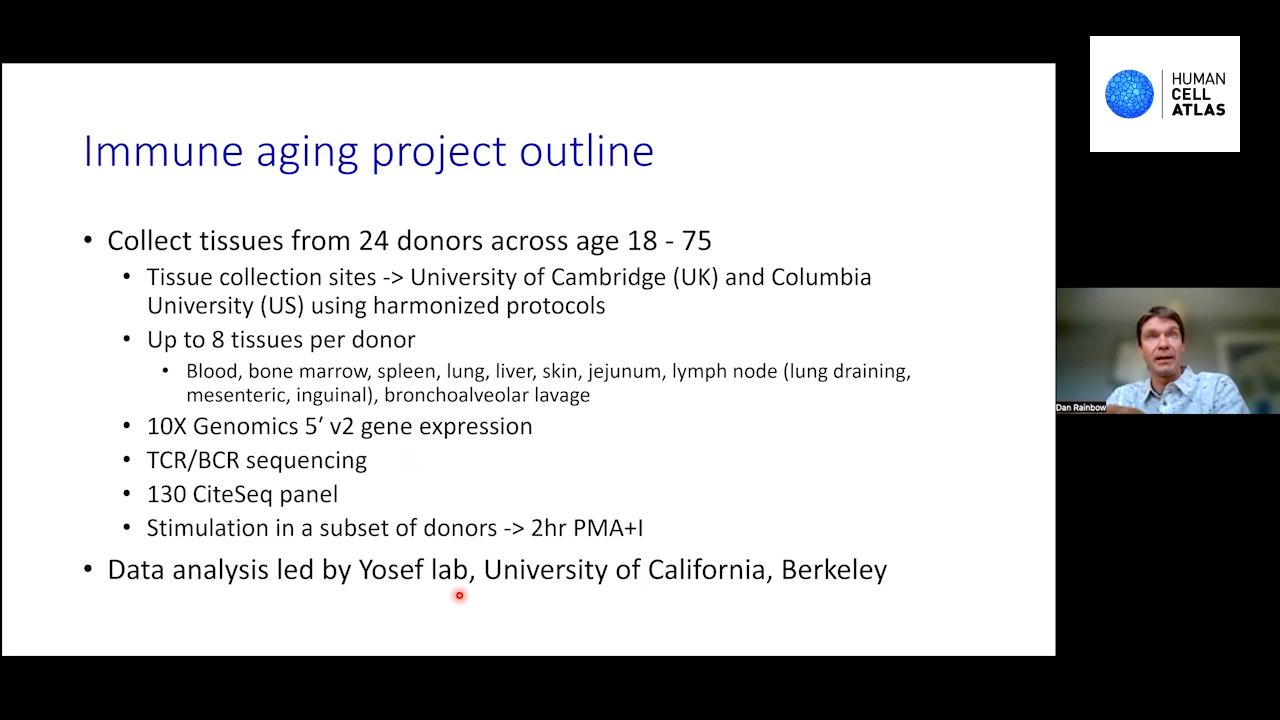 HUMAN
CELL
ATLAS
Immune aging project outline
• Collect tissues from 24 donors across age 18 - 75
• Tissue collection sites -> University of Cambridge (UK) and Columbia
University (US) using harmonized protocols
• Up to 8 tissues per donor
• Blood, bone marrow, spleen, lung, liver, skin, jejunum, lymph node (lung draining,
mesenteric, inguinal), bronchoalveolar lavage
• 10X Genomics 5′ v2 gene expression
• TCR/BCR sequencing
• 130 CiteSeq panel
• Stimulation in a subset of donors -> 2hr PMA+I
• Data analysis led by Yosef lab, University of California, Berkeley
Dan Rainbow